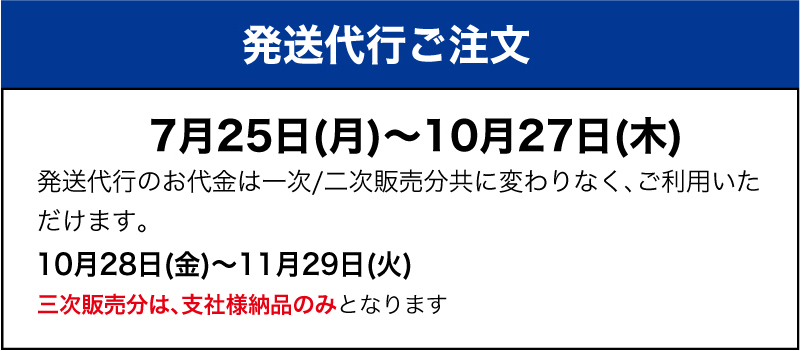 発送代行ご注文
7月25日(月)〜10月27日(木)
発送代行のお代金は一次/二次販売分共に変わりなく、ご利用いた
だけます。
10月28日(金)〜11月29日(火)
三次販売分は、支社様納品のみとなります